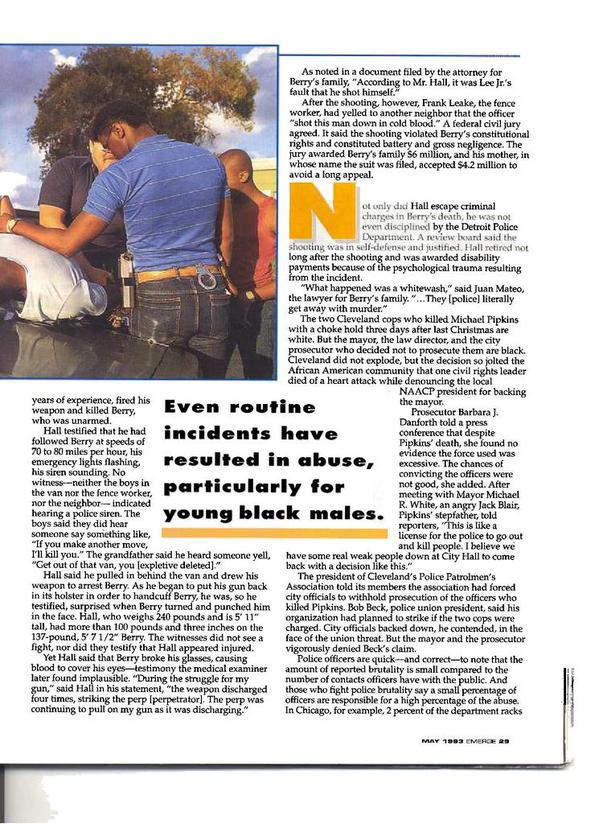 years of experience, fired his
weapon and killed Berry,
who was unarmed.
Hall testified that he had
followed Berry at speeds of
70 to 80 miles per hour, his
emergency lights flashing,
his siren sounding. No
witness—neither the boys in
the van nor the fence worker,
nor the neighbor— indicated
hearing a police siren. The
boys said they did hear
someone say something like,
"If you make another move,
I'll kill you." The grandfather said he heard someone yell,
"Get out of that van, you [expletive deleted]."
Hall said he pulled in behind the van and drew his
weapon to arrest Berry. As he began to put his gun back
in its holster in order to handcuff Berry, he was, so he
testified, surprised when Berry turned and punched him
in the face. Hall, who weighs 240 pounds and is 5' 11"
tall, had more than 100 pounds and three inches on the
137-pound, 5' 7 1/2" Berry. The witnesses did not see a
fight, nor did they testify that Hall appeared injured.
Yet Hall said that Berry broke his glasses, causing
blood to cover his eyes—testimony the medical examiner
later found implausible. "During the struggle for my
gun," said Hall in his statement, "the weapon discharged
four times, striking the perp [perpetrator]. The perp was
continuing to pull on my gun as it was discharging."
Even routine
incidents have
resulted in abuse,
particularly for
young black males.
As noted in a document filed by the attorney for
Berry's family, "According to Mr. Hall, it was Lee Jr.'s
fault that he shot himself."
After the shooting, however, Frank Leake, the fence
worker, had yelled to another neighbor that the officer
"shot this man down in cold blood." A federal civil jury
agreed. It said the shooting violated Berry's constitutional
rights and constituted battery and gross negligence. The
jury awarded Berry's family $6 million, and his mother, in
whose name the suit was filed, accepted $4.2 million to
avoid a long appeal.
Not only did Hall escape criminal
charges in Berry's death, he was not
even disciplined by the Detroit Police
Department. A review board said the
shooting was in self-defense and justified. Hall retired not
long after the shooting and was awarded disability
payments because of the psychological trauma resulting
from the incident.
"What happened was a whitewash," said Juan Mateo,
the lawyer for Berry's family. "…They [police] literally
get away with murder."
The two Cleveland cops who killed Michael Pipkins
with a choke hold three days after last Christmas are
white. But the mayor, the law director, and the city
prosecutor who decided not to prosecute them are black.
Cleveland did not explode, but the decision so jolted the
African American community that one civil rights leader
died of a heart attack while denouncing the local
NAACP president for backing
the mayor.
Prosecutor Barbara J.
Danforth told a press
conference that despite
Pipkins' death, she found no
evidence the force used was
excessive. The chances of
convicting the officers were
not good, she added. After
meeting with Mayor Michael
R. White, an angry Jack Blair,
Pipkins' stepfather, told
reporters, "This is like a
license for the police to go out
and kill people. I believe we
have some real weak people down at City Hall to come
back with a decision like this."
The president of Cleveland's Police Patrolmen's
Association told its members the association had forced
city officials to withhold prosecution of the officers who
killed Pipkins. Bob Beck, police union president, said his
organization had planned to strike if the two cops were
charged. City officials backed down, he contended, in the
face of the union threat. But the mayor and the prosecutor
vigorously denied Beck's claim.
Police officers are quick—and correct—to note that the
amount of reported brutality is small compared to the
number of contacts officers have with the public. And
those who fight police brutality say a small percentage of
officers are responsible for a high percentage of the abuse.
In Chicago, for example, 2 percent of the department racks
MAY 1993 EMERGE 29